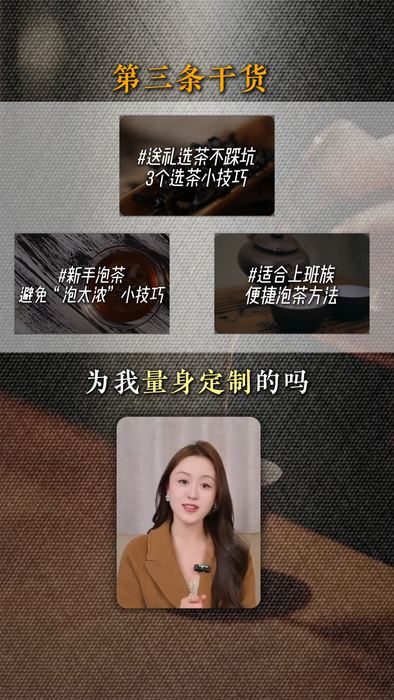 第三条干货
#送礼选茶不踩坑
3个选茶小技巧
#新手泡茶
避免“泡太浓”小技巧
#适合上班族
便捷泡茶方法
为我量身定制的吗